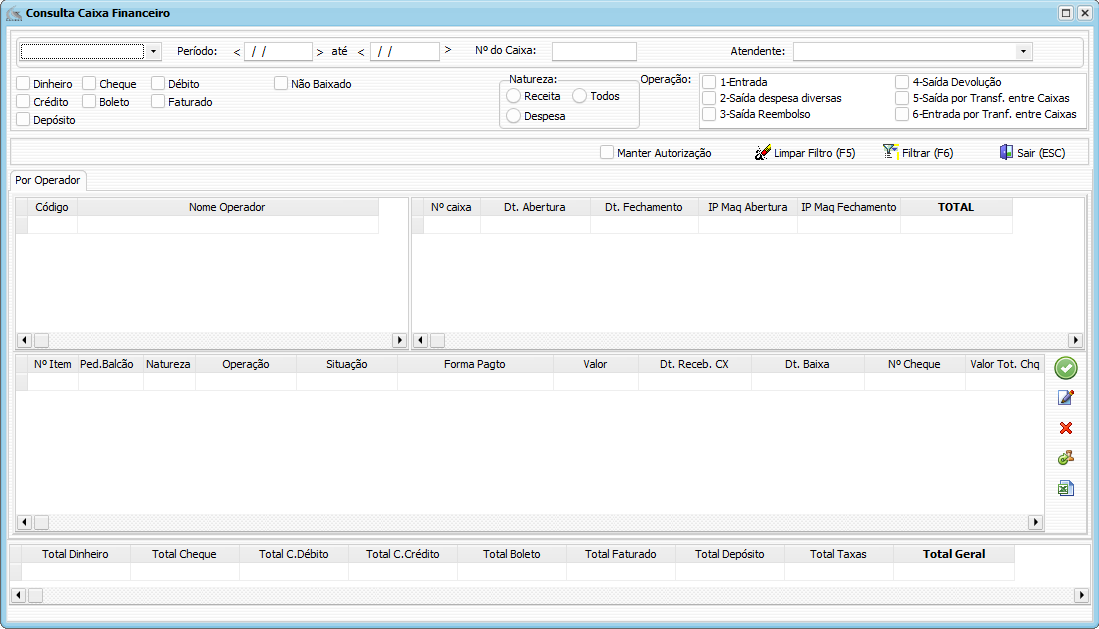 Consulta Caixa Financeiro
Período: < / / > até < / / > Nº do Caixa: Atendente:
Dinheiro Cheque Débito Não Baixado
Crédito Boleto Faturado
Depósito
Natureza:
Receita Todos
Despesa
Operação:
1-Entrada 4-Saída Devolução
2-Saída despesa diversas 5-Saída por Transf. entre Caixas
3-Saída Reembolso 6-Entrada por Tranf. entre Caixas
Manter Autorização Limpar Filtro (F5) Filtrar (F6) Sair (ESC)
Por Operador
Código Nome Operador
Nº caixa Dt. Abertura Dt. Fechamento IP Maq Abertura IP Maq Fechamento TOTAL
Nº Item Ped.Balcão Natureza Operação Situação Forma Pagto Valor Dt. Receb. CX Dt. Baixa Nº Cheque Valor Tot. Chq
Total Dinheiro Total Cheque Total C.Débito Total C.Crédito Total Boleto Total Faturado Total Depósito Total Taxas Total Geral